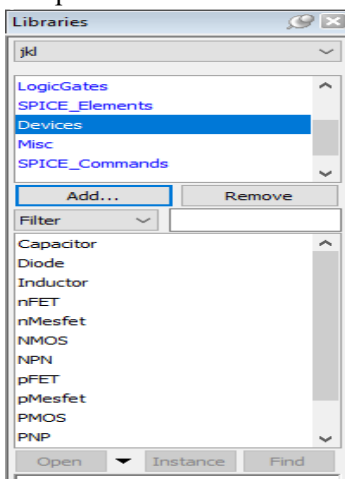 Libraries
jkl
LogicGates
SPICE_Elements
Devices
Misc
SPICE_Commands
Add... Remove
Filter
Capacitor
Diode
Inductor
nFET
nMesfet
NMOS
NPN
pFET
pMesfet
PMOS
PNP
Open Instance Find